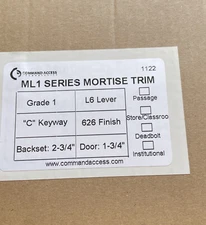 COMMAND ACCESS
1122
ML1 SERIES MORTISE TRIM
Grade 1
L6 Lever
Passage
"C" Keyway
626 Finish
Store/Classroo
Deadbolt
Backset: 2-3/4"
Door: 1-3/4"
Institutional
www.commandaccess.com